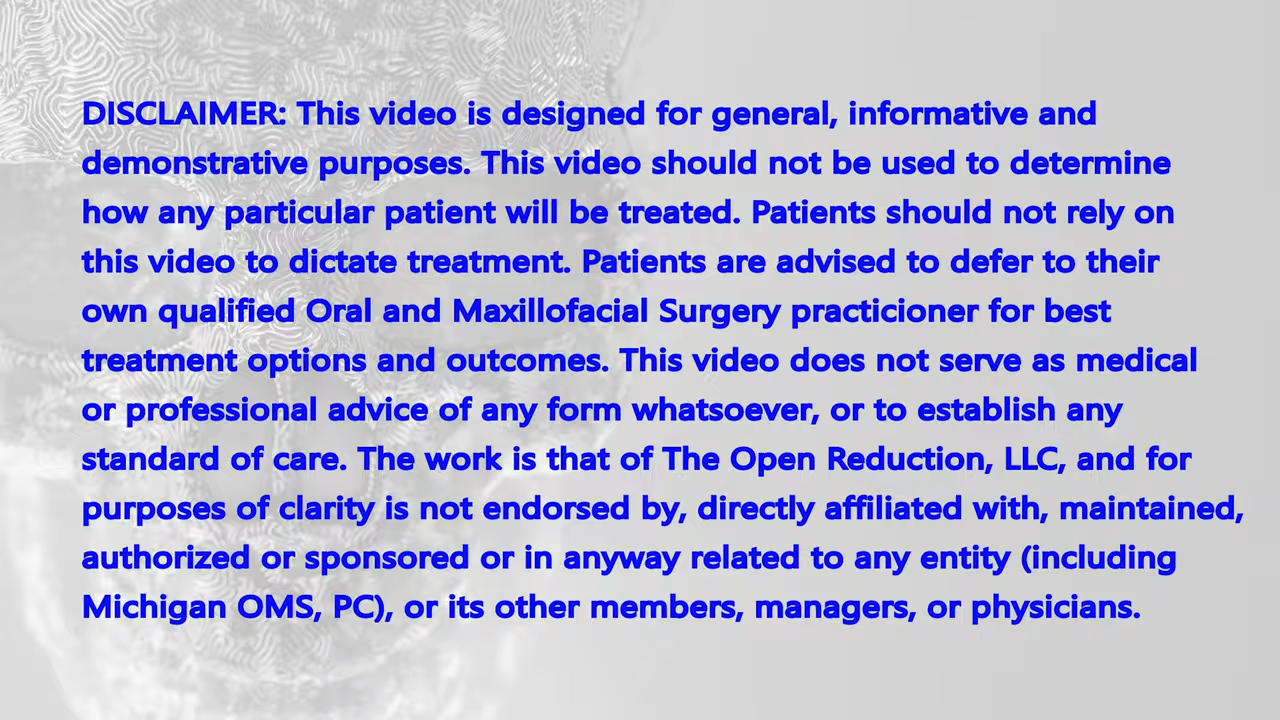 DISCLAIMER: This video is designed for general, informative and
demonstrative purposes. This video should not be used to determine
how any particular patient will be treated. Patients should not rely on
this video to dictate treatment. Patients are advised to defer to their
own qualified Oral and Maxillofacial Surgery practicioner for best
treatment options and outcomes. This video does not serve as medical
or professional advice of any form whatsoever, or to establish any
standard of care. The work is that of The Open Reduction, LLC, and for
purposes of clarity is not endorsed by, directly affiliated with, maintained,
authorized or sponsored or in anyway related to any entity (including
Michigan OMS, PC), or its other members, managers, or physicians.